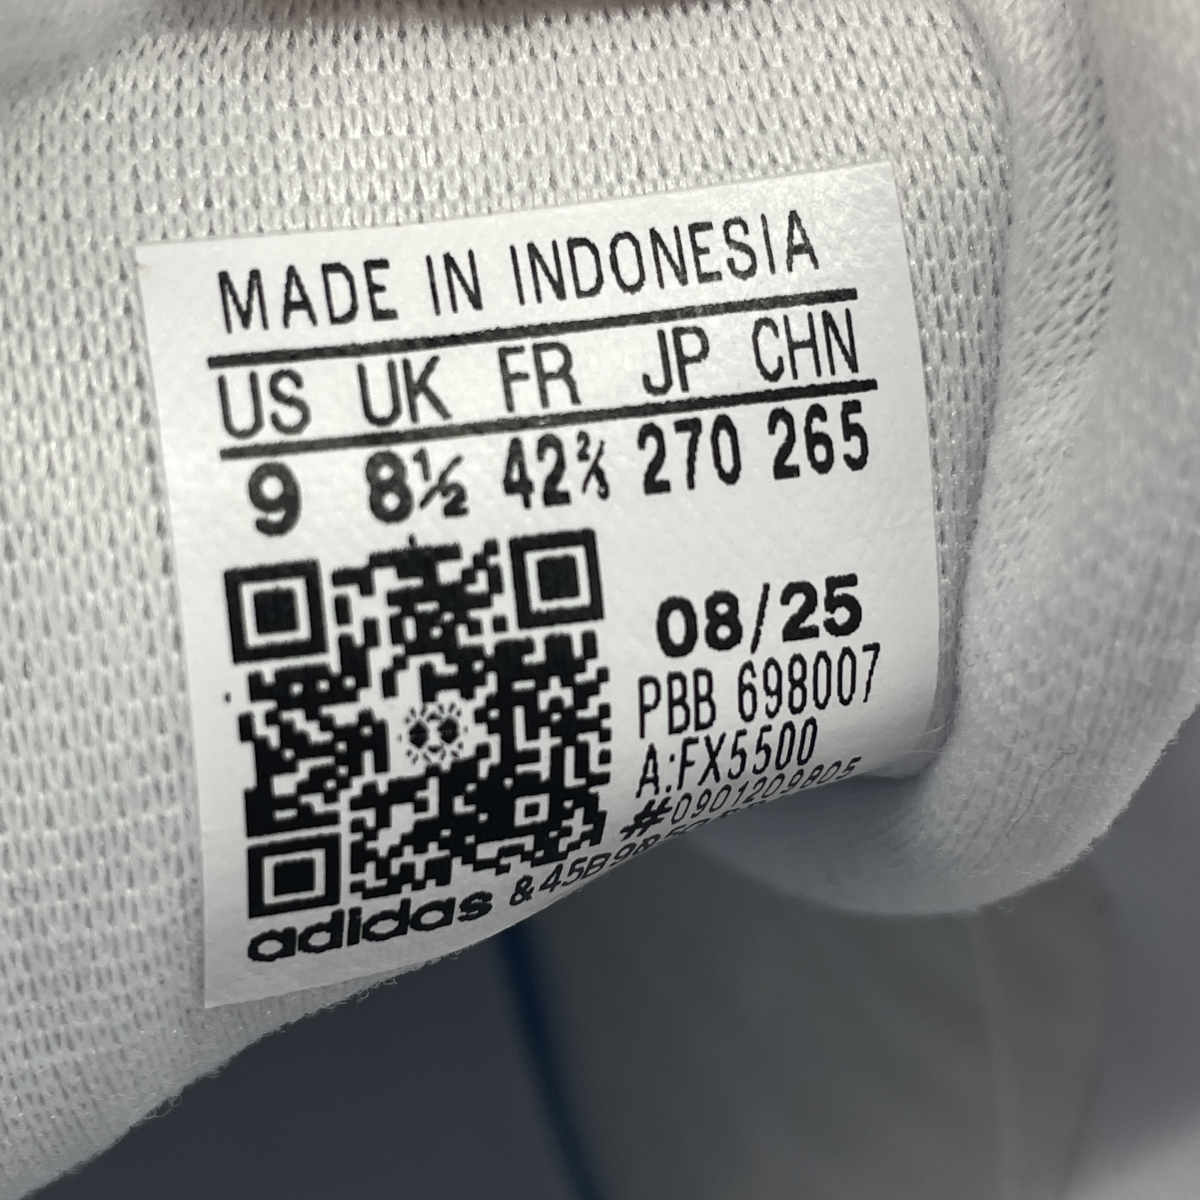 MADE IN INDONESIA
US UK FR JP CHN
9 8½ 42⅔ 270 265
08/25
PBB 698007
A:FX5500
#0901209805
adidas &45B98